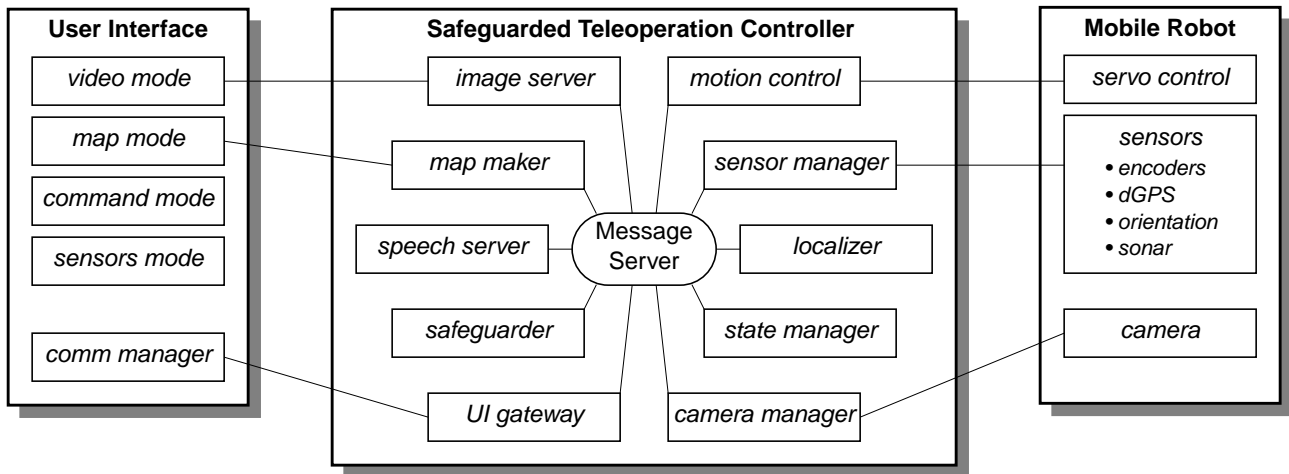 User Interface
video mode
map mode
command mode
sensors mode
comm manager
Safeguarded Teleoperation Controller
image server
motion control
map maker
sensor manager
speech server
Message
Server
localizer
safeguarder
state manager
UI gateway
camera manager
Mobile Robot
servo control
sensors
• encoders
• dGPS
• orientation
• sonar
camera